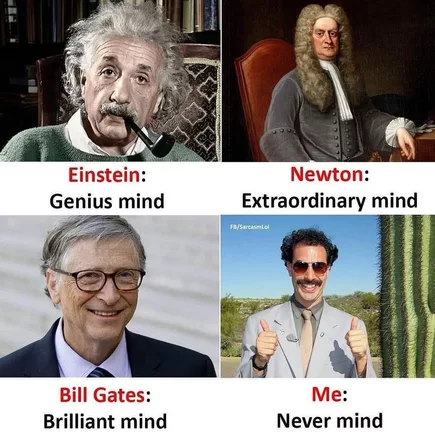 Einstein:
Genius mind
Newton:
Extraordinary mind
FB/SarcasmLol
Bill Gates:
Brilliant mind
Me:
Never mind